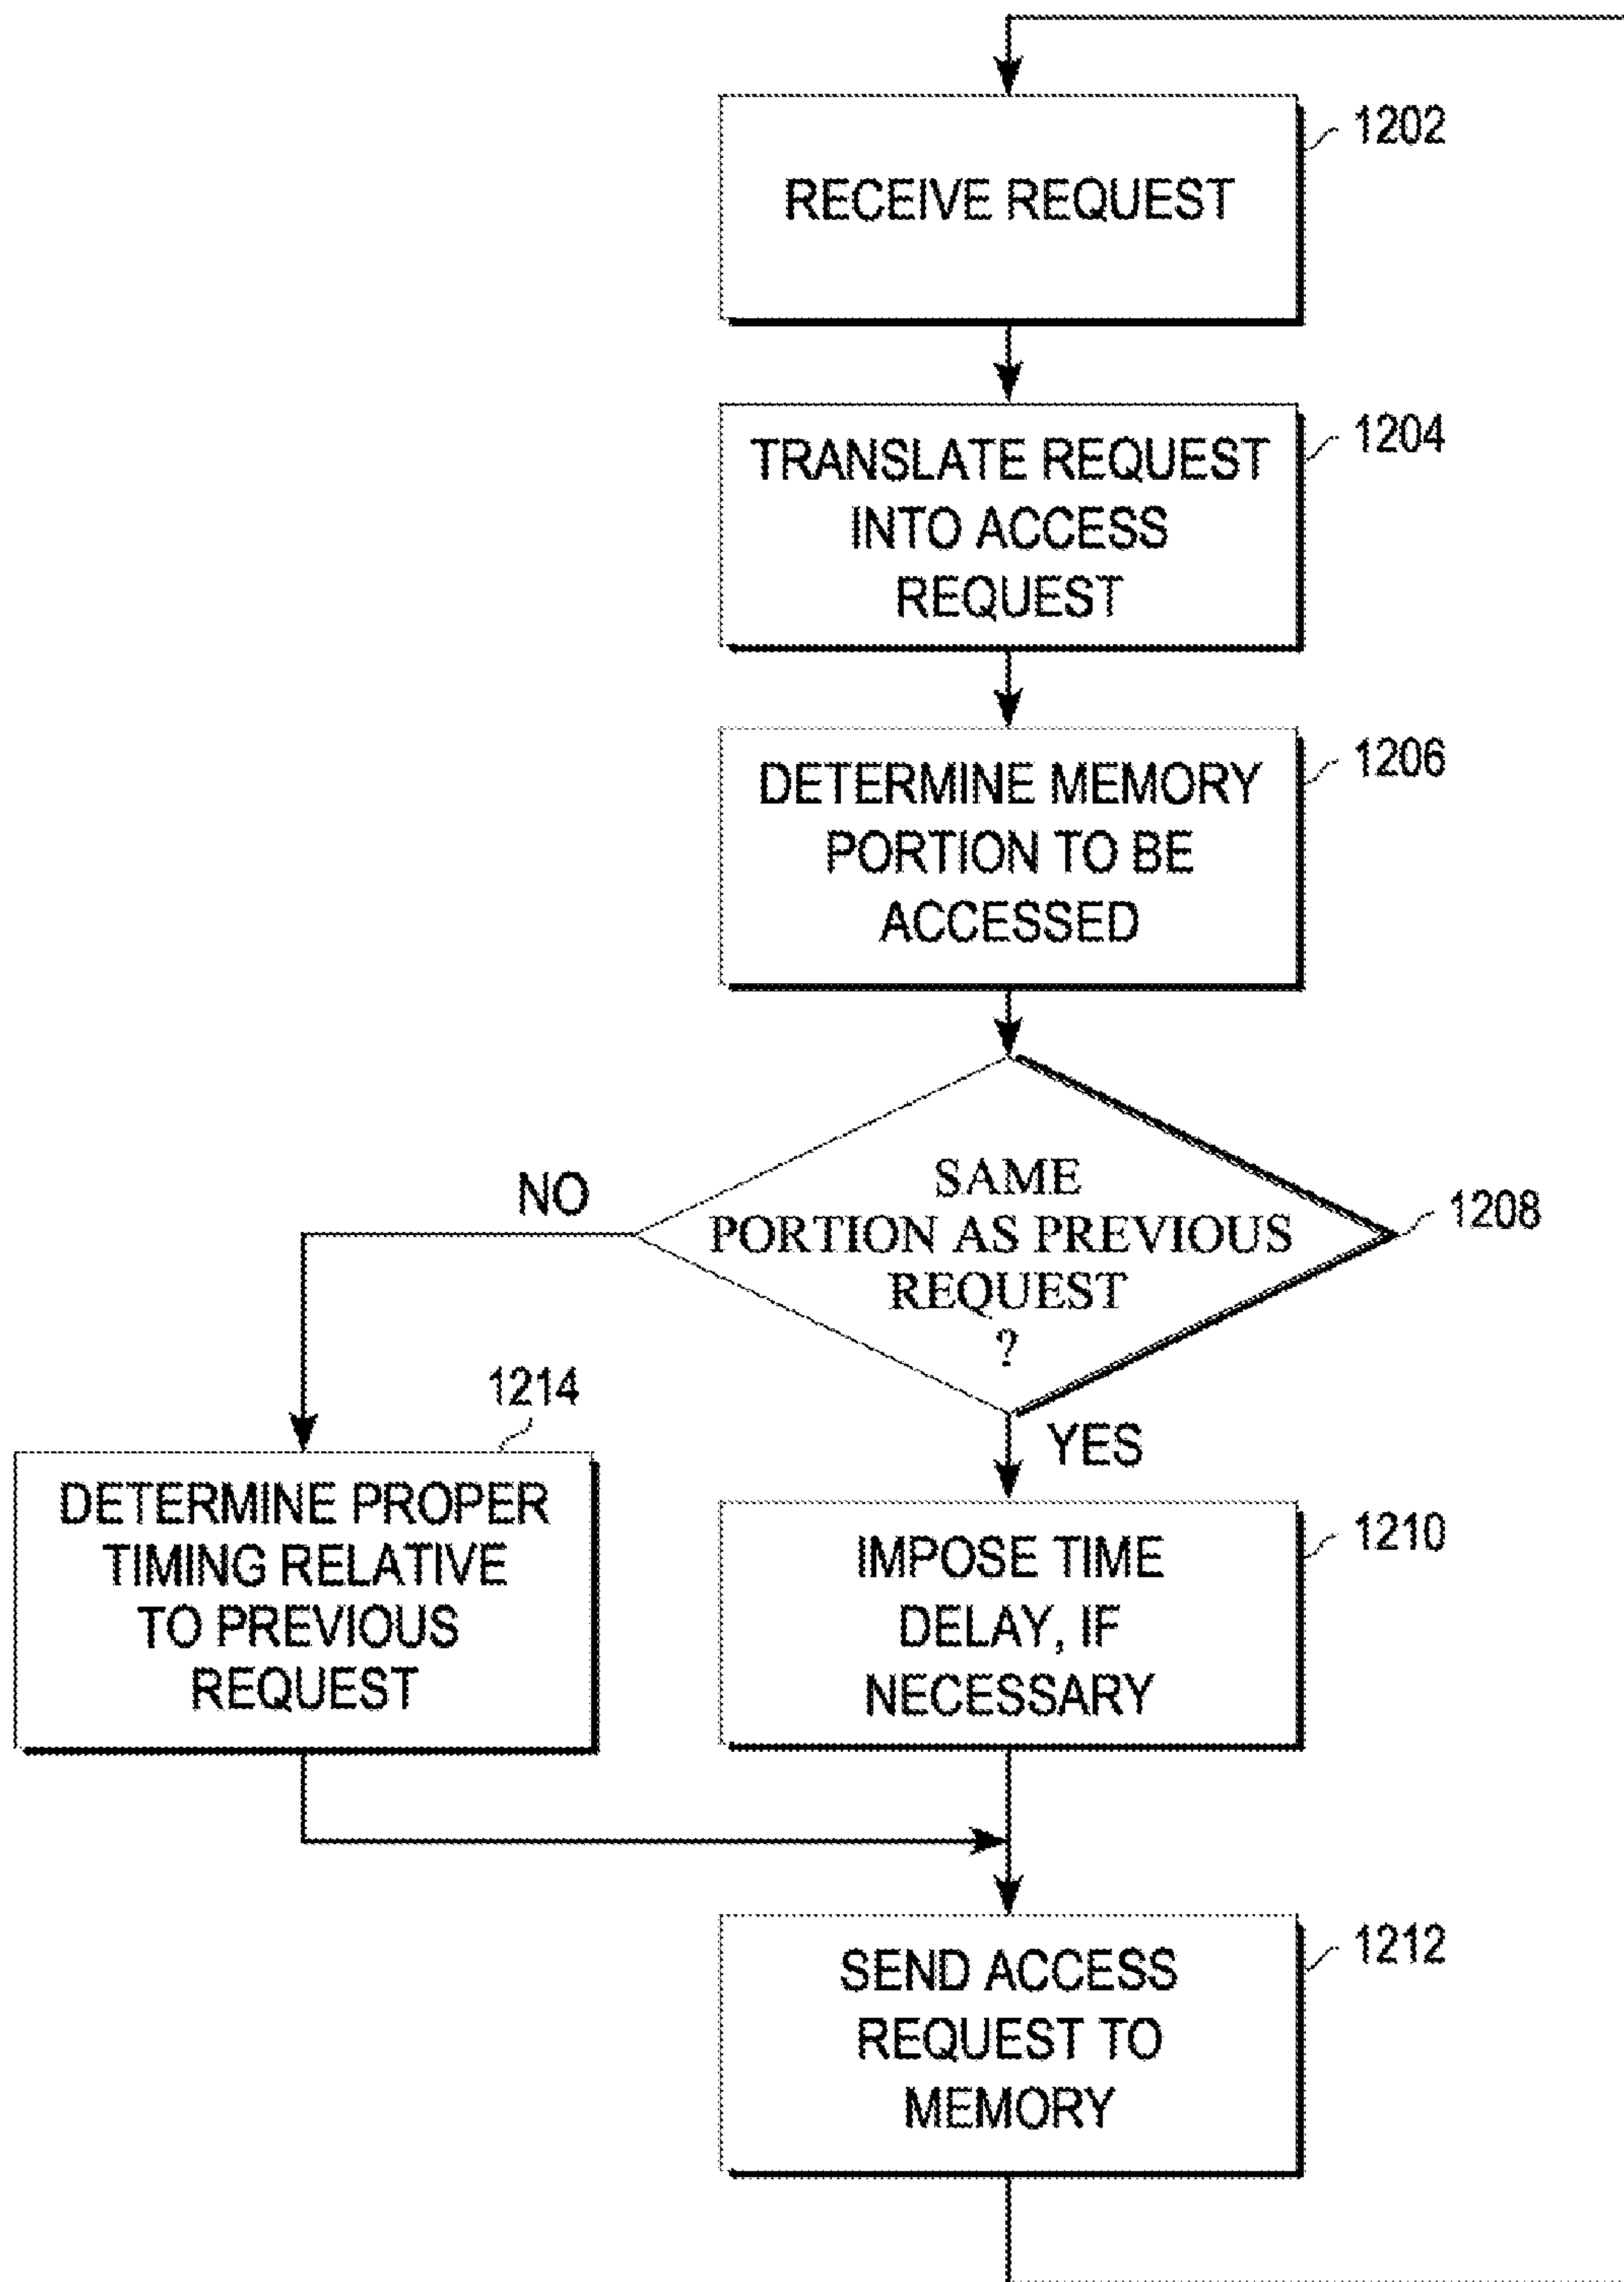 1202
RECEIVE REQUEST
1204
TRANSLATE REQUEST
INTO ACCESS
REQUEST
1206
DETERMINE MEMORY
PORTION TO BE
ACCESSED
NO
SAME
PORTION AS PREVIOUS
REQUEST
?
1208
YES
1214
DETERMINE PROPER
TIMING RELATIVE
TO PREVIOUS
REQUEST
1210
IMPOSE TIME
DELAY, IF
NECESSARY
1212
SEND ACCESS
REQUEST TO
MEMORY